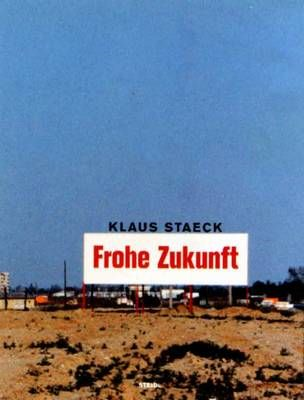 KLAUS STAECK
Frohe Zukunft
STEIDL